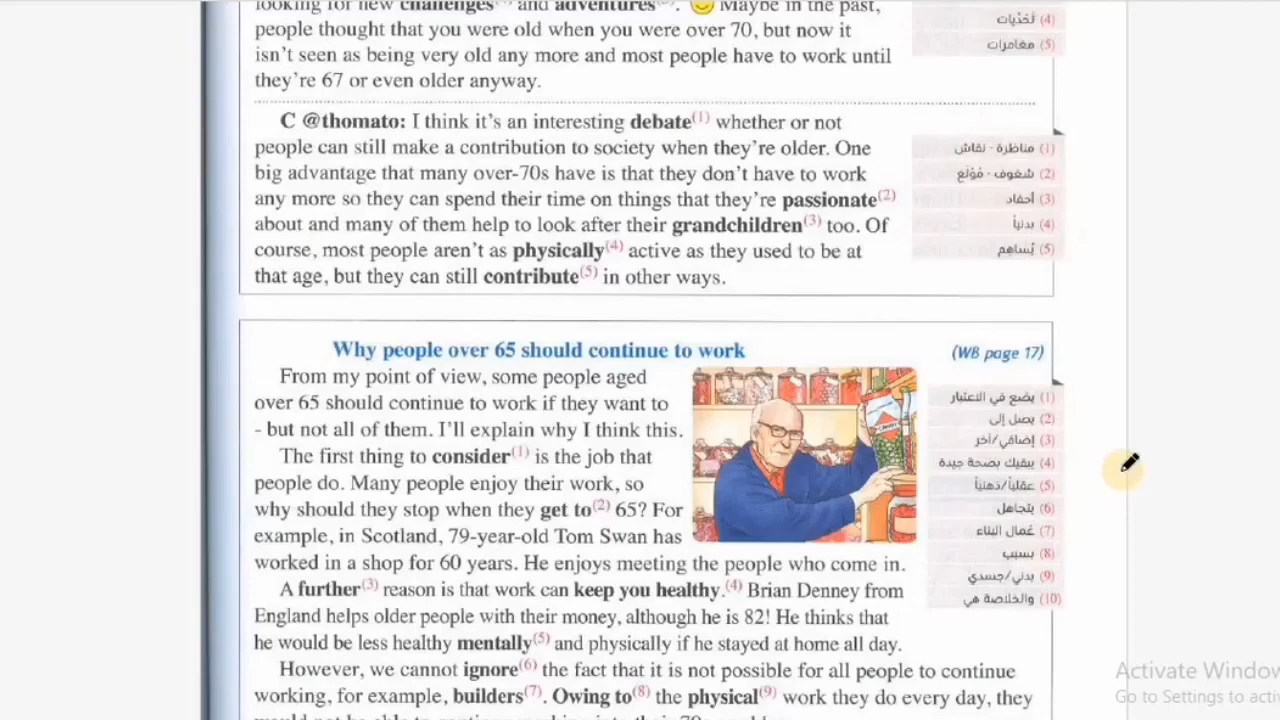 looking for new challenges and adventures. Maybe in the past,
people thought that you were old when you were over 70, but now it
isn't seen as being very old any more and most people have to work until
they're 67 or even older anyway.
(4) تَحَدِّيات
(5) مغامرات
C @thomato: I think it's an interesting debate(1) whether or not
people can still make a contribution to society when they're older. One
big advantage that many over-70s have is that they don't have to work
any more so they can spend their time on things that they're passionate(2)
about and many of them help to look after their grandchildren(3) too. Of
course, most people aren't as physically(4) active as they used to be at
that age, but they can still contribute(5) in other ways.
(1) مناظرة - نقاش
(2) شغوف - مُولَع
(3) أحفاد
(4) بدنياً
(5) يُساهِم
Why people over 65 should continue to work
(WB page 17)
From my point of view, some people aged
over 65 should continue to work if they want to
- but not all of them. I'll explain why I think this.
The first thing to consider(1) is the job that
people do. Many people enjoy their work, so
why should they stop when they get to(2) 65? For
example, in Scotland, 79-year-old Tom Swan has
worked in a shop for 60 years. He enjoys meeting the people who come in.
A further(3) reason is that work can keep you healthy.(4) Brian Denney from
England helps older people with their money, although he is 82! He thinks that
he would be less healthy mentally(5) and physically if he stayed at home all day.
However, we cannot ignore(6) the fact that it is not possible for all people to continue
working, for example, builders(7). Owing to(8) the physical(9) work they do every day, they
(1) يضع في الاعتبار
(2) يصل إلى
(3) إضافي/آخر
(4) يبقيك بصحة جيدة
(5) عقلياً/ذهنياً
(6) يتجاهل
(7) عُمال البناء
(8) بسبب
(9) بدني/جسدي
(10) والخلاصة هي
Activate Window
Go to Settings to acti